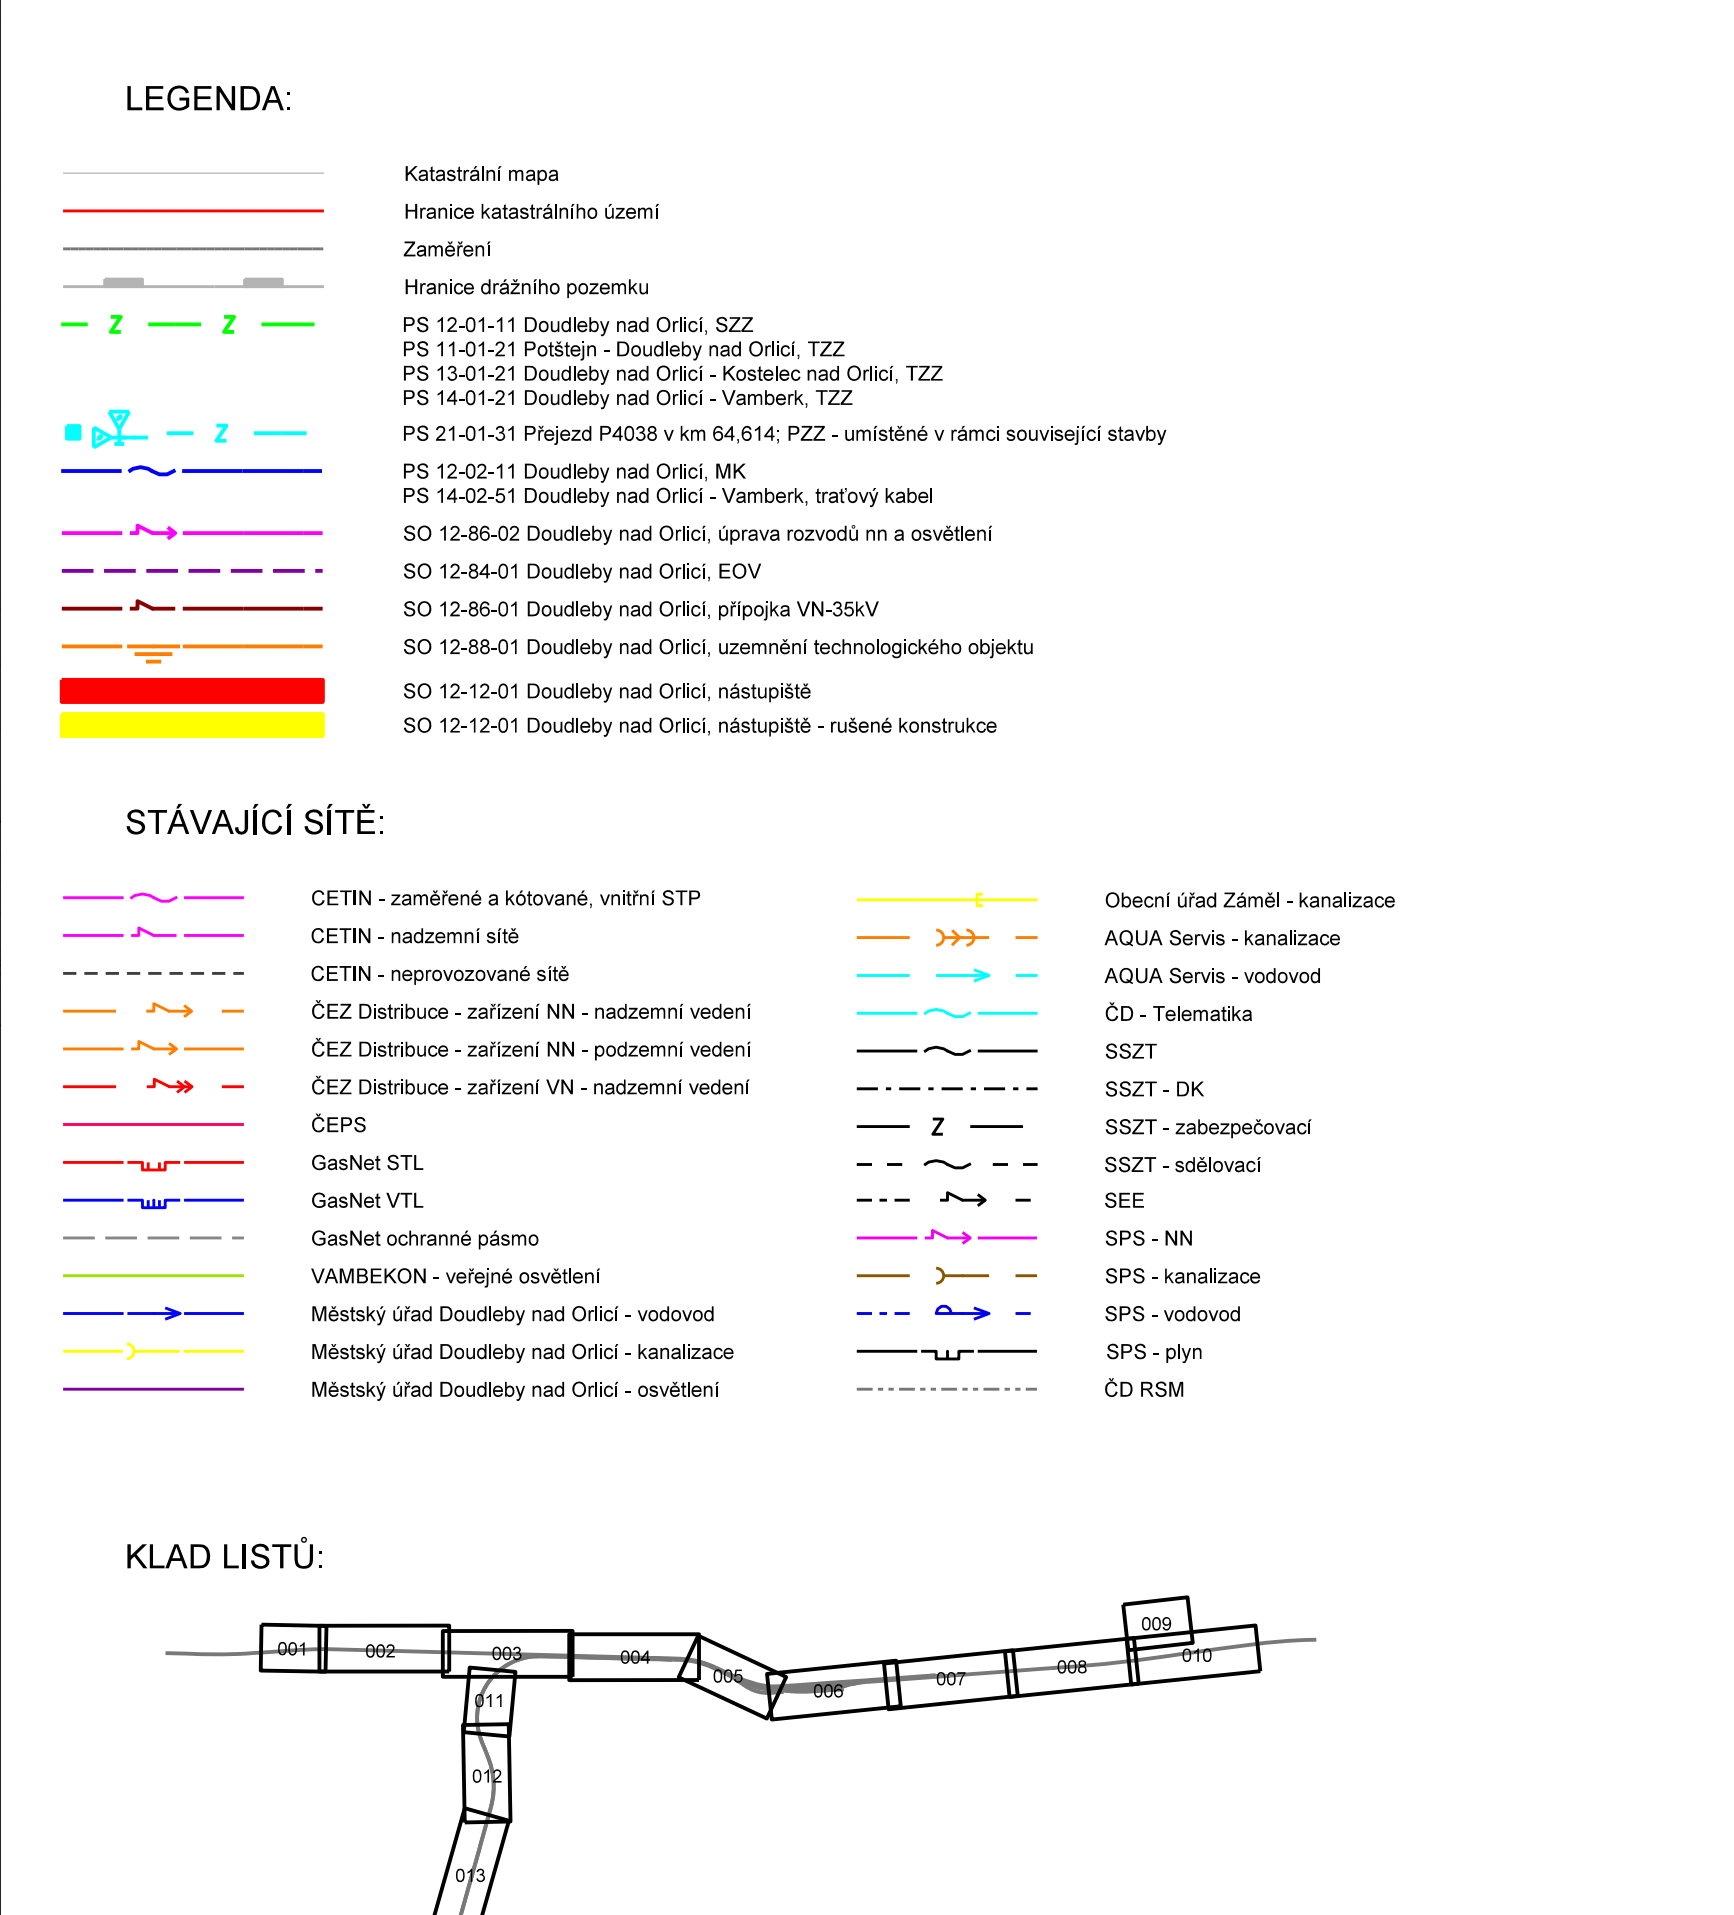 LEGENDA:
Katastrální mapa
Hranice katastrálního území
Zaměření
Hranice drážního pozemku
Z Z
PS 12-01-11 Doudleby nad Orlicí, SZZ
PS 11-01-21 Potštejn - Doudleby nad Orlicí, TZZ
PS 13-01-21 Doudleby nad Orlicí - Kostelec nad Orlicí, TZZ
PS 14-01-21 Doudleby nad Orlicí - Vamberk, TZZ
Z
PS 21-01-31 Přejezd P4038 v km 64,614; PZZ - umístěné v rámci související stavby
PS 12-02-11 Doudleby nad Orlicí, MK
PS 14-02-51 Doudleby nad Orlicí - Vamberk, traťový kabel
SO 12-86-02 Doudleby nad Orlicí, úprava rozvodů nn a osvětlení
SO 12-84-01 Doudleby nad Orlicí, EOV
SO 12-86-01 Doudleby nad Orlicí, přípojka VN-35kV
SO 12-88-01 Doudleby nad Orlicí, uzemnění technologického objektu
SO 12-12-01 Doudleby nad Orlicí, nástupiště
SO 12-12-01 Doudleby nad Orlicí, nástupiště - rušené konstrukce
STÁVAJÍCÍ SÍTĚ:
CETIN - zaměřené a kótované, vnitřní STP
CETIN - nadzemní sítě
CETIN - neprovozované sítě
ČEZ Distribuce - zařízení NN - nadzemní vedení
ČEZ Distribuce - zařízení NN - podzemní vedení
ČEZ Distribuce - zařízení VN - nadzemní vedení
ČEPS
GasNet STL
GasNet VTL
GasNet ochranné pásmo
VAMBEKON - veřejné osvětlení
Městský úřad Doudleby nad Orlicí - vodovod
Městský úřad Doudleby nad Orlicí - kanalizace
Městský úřad Doudleby nad Orlicí - osvětlení
Obecní úřad Záměl - kanalizace
AQUA Servis - kanalizace
AQUA Servis - vodovod
ČD - Telematika
SSZT
SSZT - DK
Z
SSZT - zabezpečovací
SSZT - sdělovací
SEE
SPS - NN
SPS - kanalizace
SPS - vodovod
SPS - plyn
ČD RSM
KLAD LISTŮ:
001
002
003
004
005
006
007
008
009
010
011
012
013